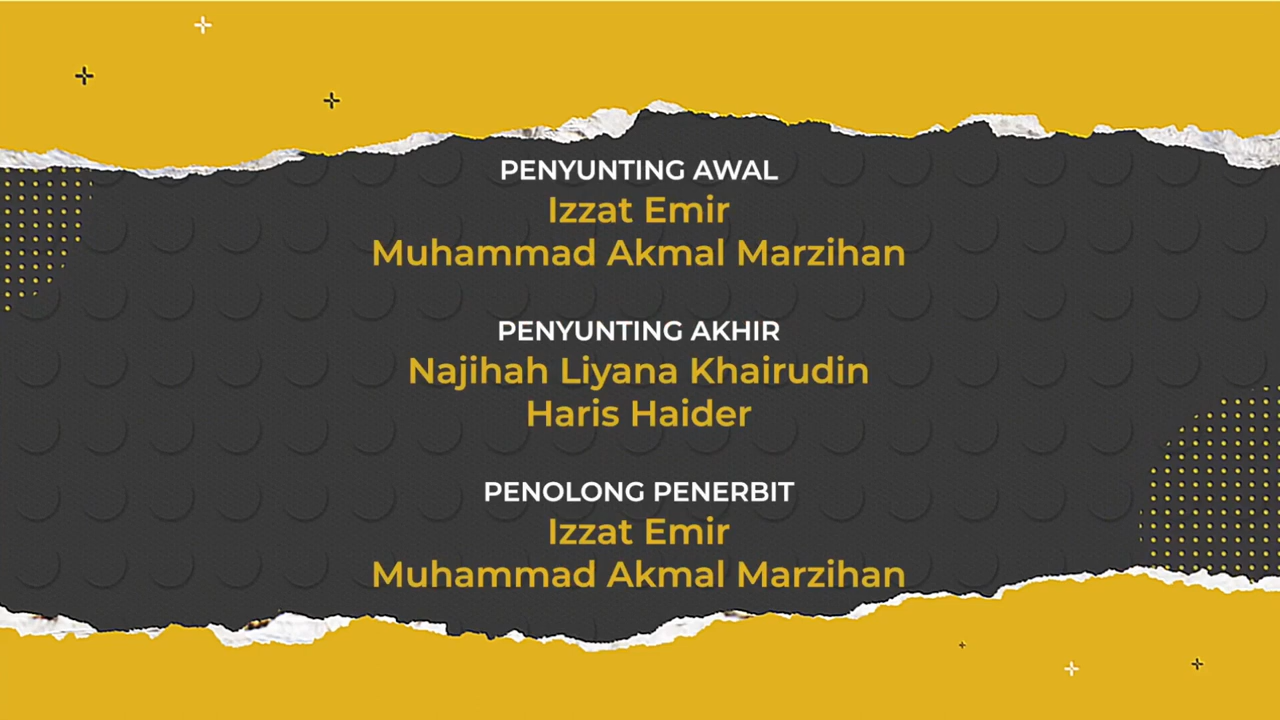 PENYUNTING AWAL
Izzat Emir
Muhammad Akmal Marzihan
PENYUNTING AKHIR
Najihah Liyana Khairudin
Haris Haider
PENOLONG PENERBIT
Izzat Emir
Muhammad Akmal Marzihan